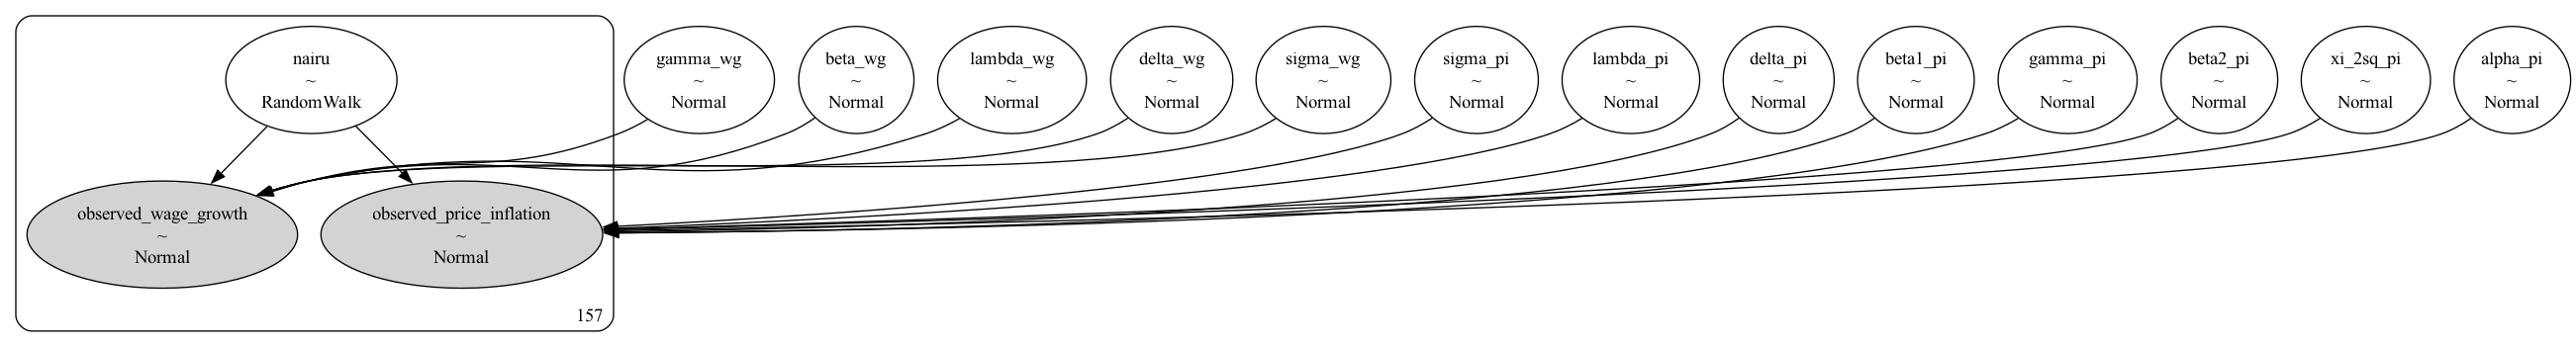 nairu
~
RandomWalk
gamma_wg
~
Normal
beta_wg
~
Normal
lambda_wg
~
Normal
delta_wg
~
Normal
sigma_wg
~
Normal
sigma_pi
~
Normal
lambda_pi
~
Normal
delta_pi
~
Normal
beta1_pi
~
Normal
gamma_pi
~
Normal
beta2_pi
~
Normal
xi_2sq_pi
~
Normal
alpha_pi
~
Normal
observed_wage_growth
~
Normal
observed_price_inflation
~
Normal
157